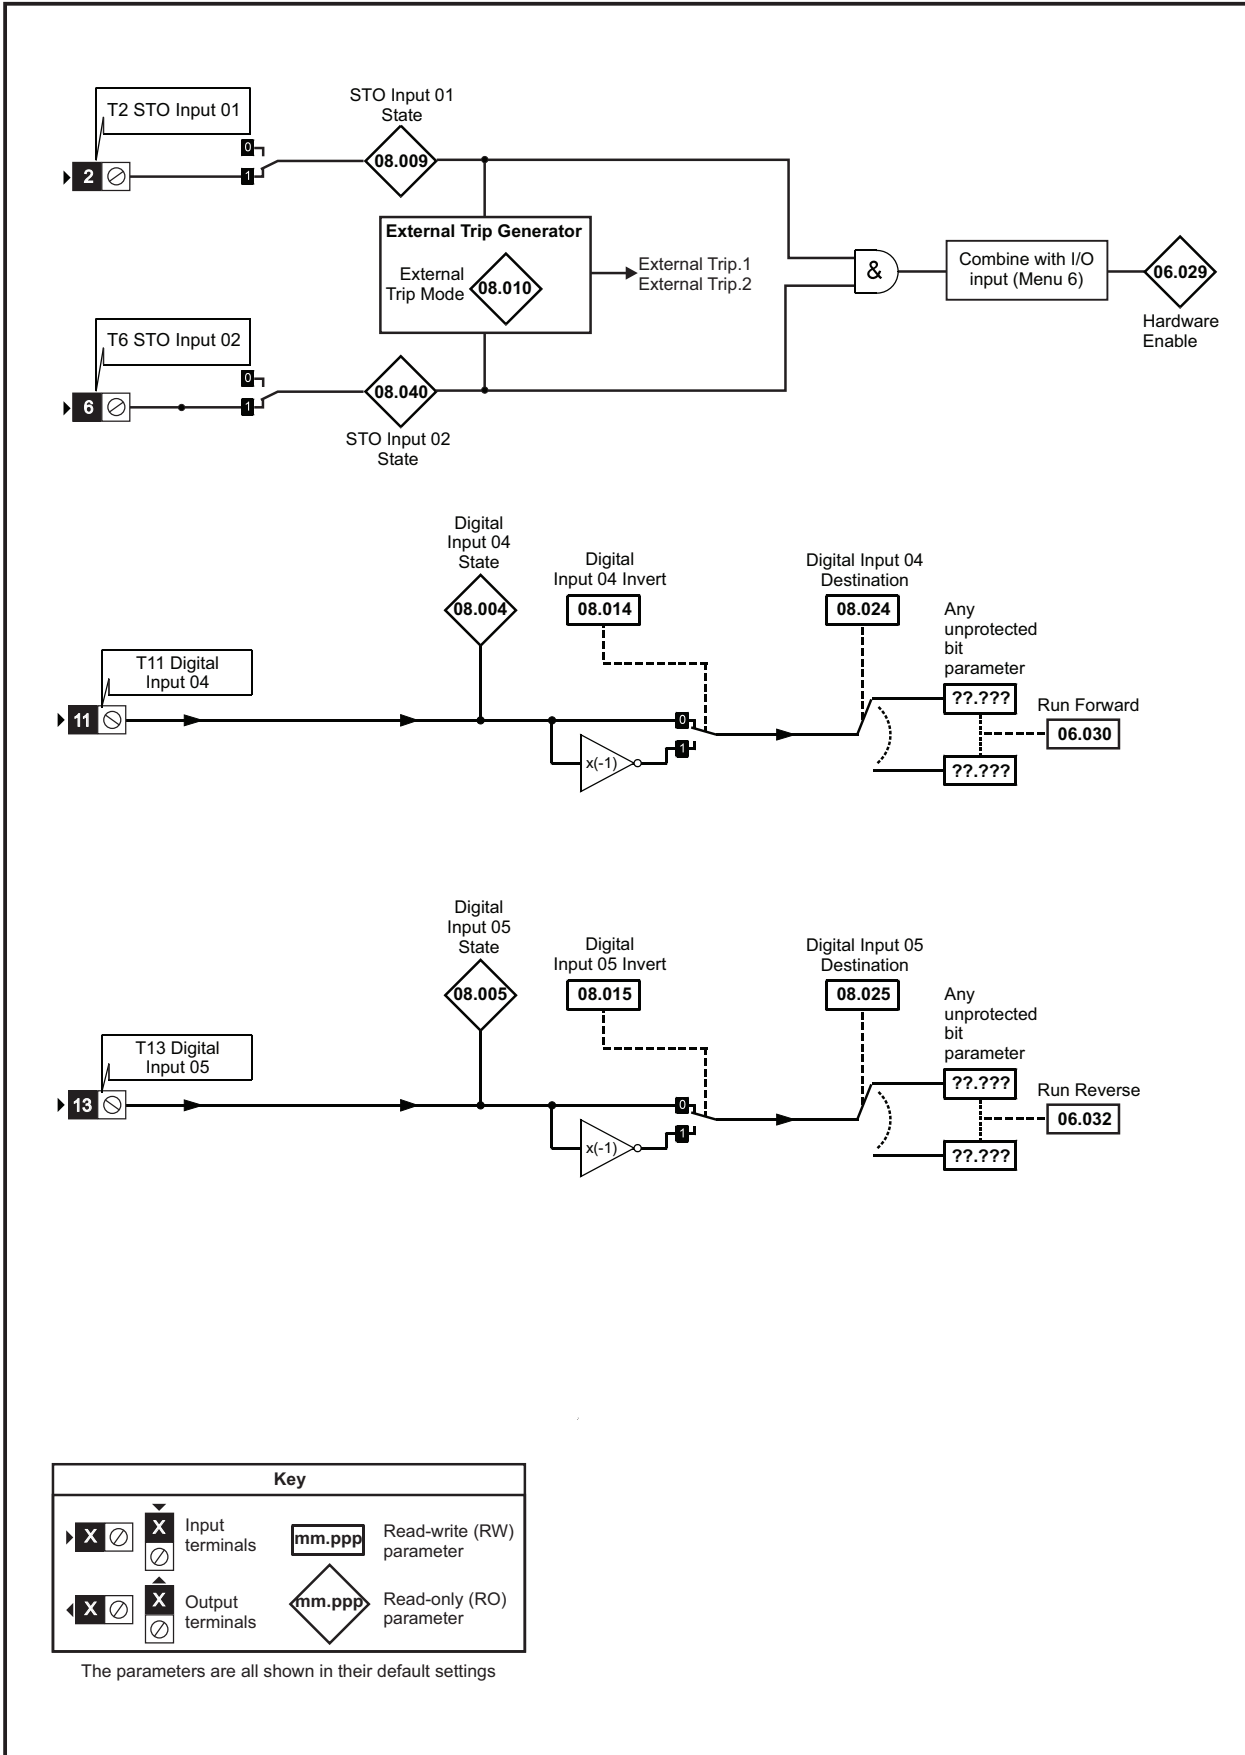 T2 STO Input 01
STO Input 01
State
0
08.009
2
1
External Trip Generator
External
Trip Mode
08.010
External Trip.1
External Trip.2
&
Combine with I/O
input (Menu 6)
06.029
Hardware
Enable
T6 STO Input 02
0
08.040
6
1
STO Input 02
State
Digital
Input 04
State
08.004
Digital
Input 04 Invert
08.014
Digital Input 04
Destination
08.024
Any
unprotected
bit
parameter
T11 Digital
Input 04
11
0
1
x(-1)
??.???
Run Forward
06.030
??.???
Digital
Input 05
State
08.005
Digital
Input 05 Invert
08.015
Digital Input 05
Destination
08.025
Any
unprotected
bit
parameter
T13 Digital
Input 05
13
0
1
x(-1)
??.???
Run Reverse
06.032
??.???
Key
X
X
Input
terminals
mm.ppp
Read-write (RW)
parameter
X
X
Output
terminals
mm.ppp
Read-only (RO)
parameter
The parameters are all shown in their default settings